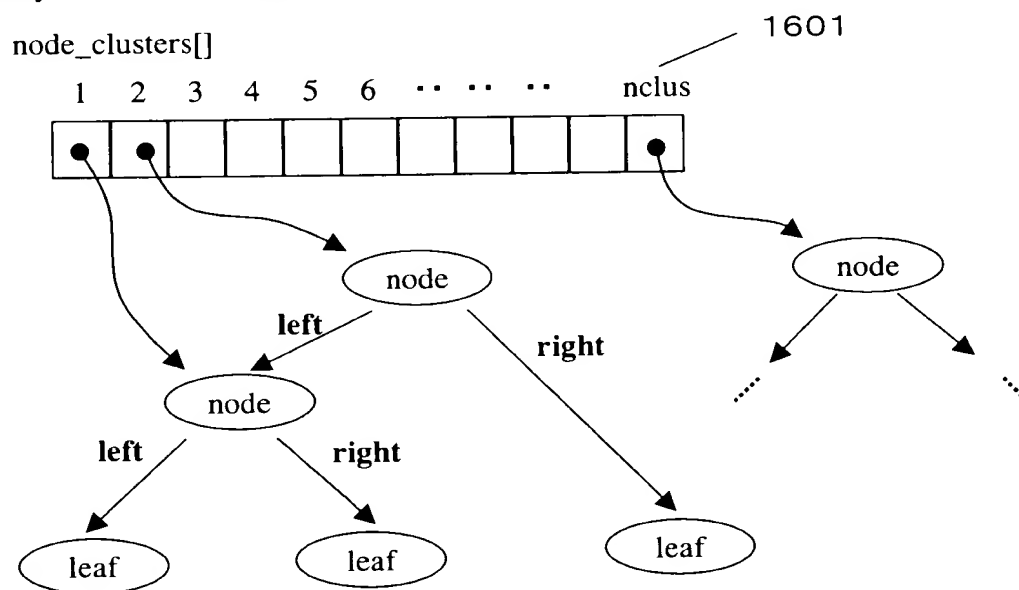 1601
node_clusters[]
1 2 3 4 5 6 ·· ·· ·· nclus
node
node
left
right
node
left
right
leaf
leaf
leaf